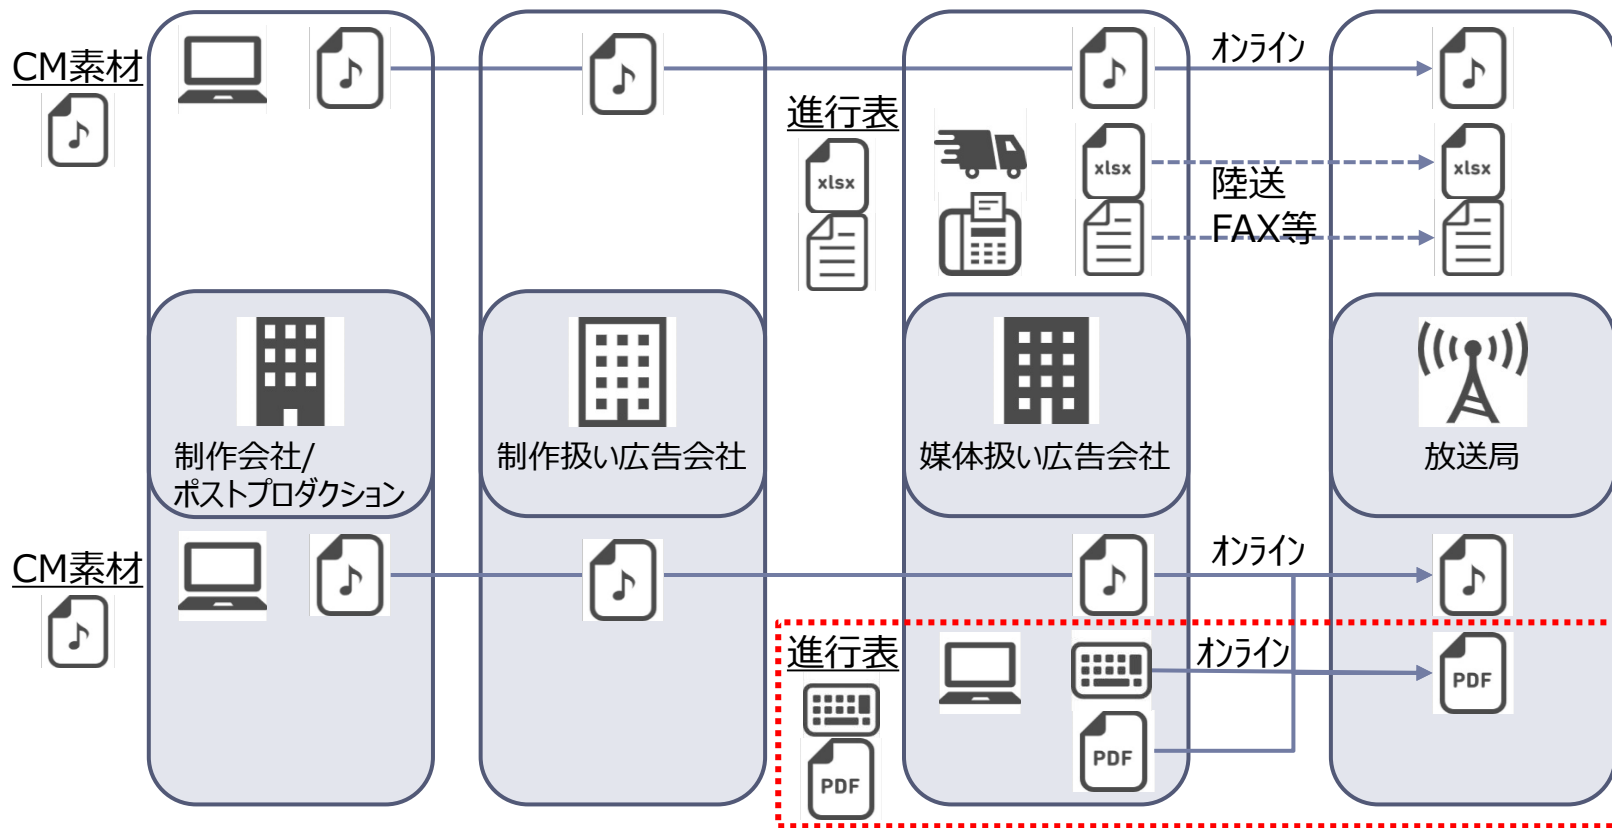 CM素材
オンライン
進行表
xlsx
xlsx
xlsx
陸送
FAX等
制作会社/
ポストプロダクション
制作扱い広告会社
媒体扱い広告会社
放送局
CM素材
オンライン
進行表
オンライン
PDF
PDF
PDF